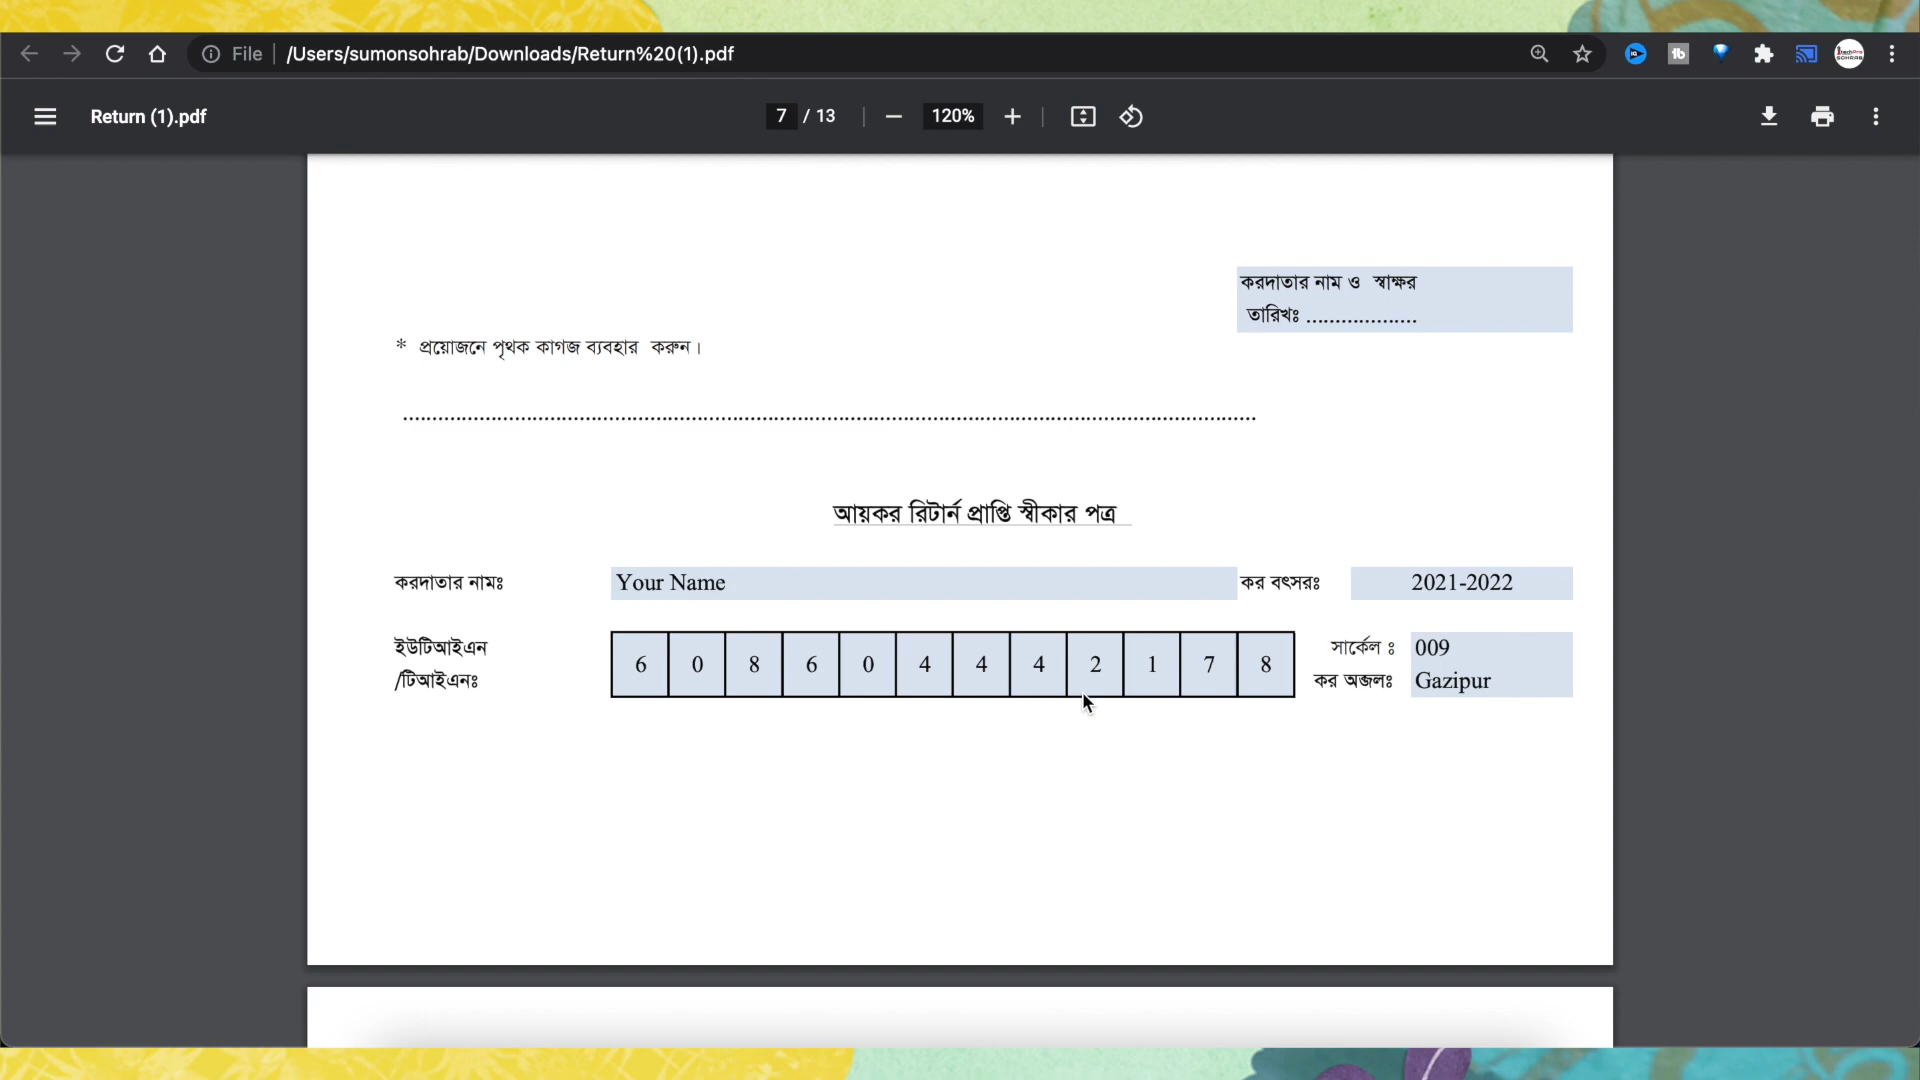 File /Users/sumonsohrab/Downloads/Return%20(1).pdf
Return (1).pdf 7 / 13 120%
করদাতার নাম ও স্বাক্ষর
তারিখঃ ...................
* প্রয়োজনে পৃথক কাগজ ব্যবহার করুন।
আয়কর রিটার্ন প্রাপ্তি স্বীকার পত্র
করদাতার নামঃ Your Name কর বৎসরঃ 2021-2022
ইউটিআইএন
/টিআইএনঃ
6 0 8 6 0 4 4 4 2 1 7 8
সার্কেল ঃ 009
কর অজলঃ Gazipur